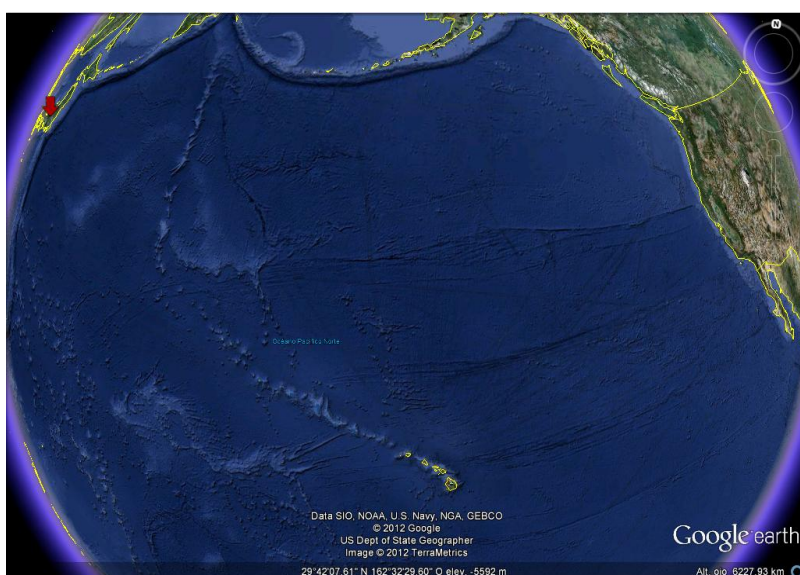 N
Oceano Pacífico Norte
Data SIO, NOAA, U.S. Navy, NGA, GEBCO
© 2012 Google
US Dept of State Geographer
Image © 2012 TerraMetrics
Google earth
29°42'07.61" N 162°32'29.60" O elev. -5592 m
Alt. ojo 6227.93 km